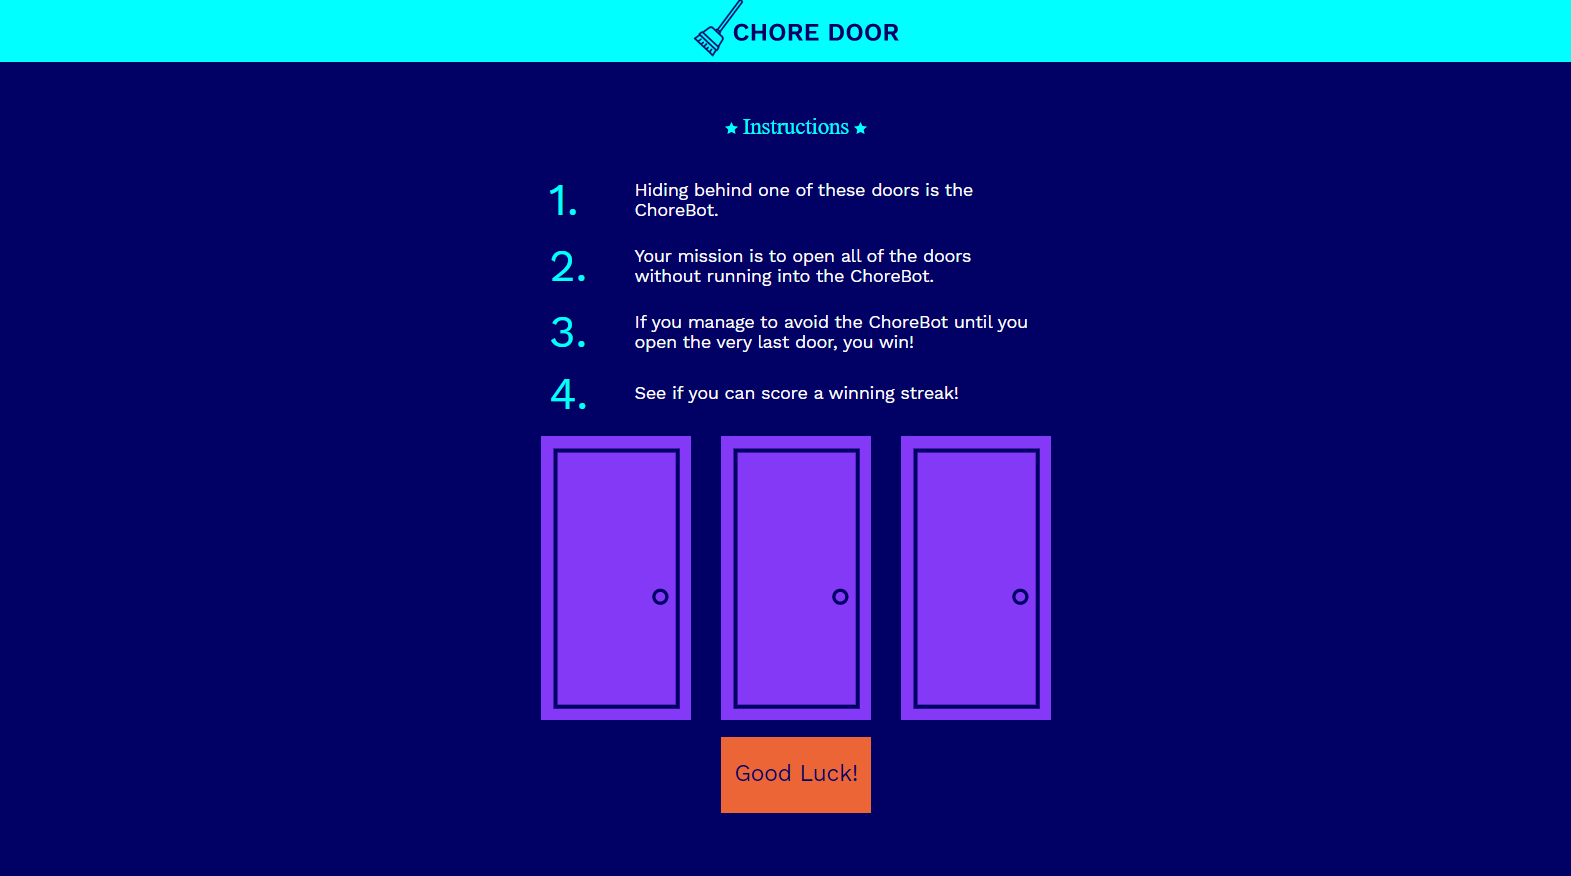 CHORE DOOR
Instructions
1.
Hiding behind one of these doors is the
ChoreBot.
2.
Your mission is to open all of the doors
without running into the ChoreBot.
3.
If you manage to avoid the ChoreBot until you
open the very last door, you win!
4.
See if you can score a winning streak!
Good Luck!